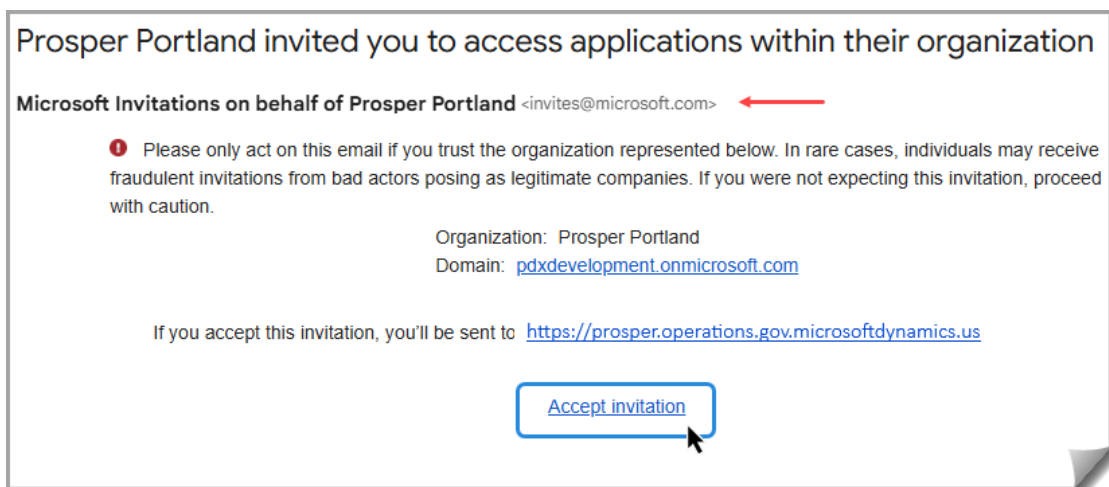 Prosper Portland invited you to access applications within their organization
Microsoft Invitations on behalf of Prosper Portland <invites@microsoft.com>
Please only act on this email if you trust the organization represented below. In rare cases, individuals may receive
fraudulent invitations from bad actors posing as legitimate companies. If you were not expecting this invitation, proceed
with caution.
Organization: Prosper Portland
Domain: pdxdevelopment.onmicrosoft.com
If you accept this invitation, you'll be sent to https://prosper.operations.gov.microsoftdynamics.us
Accept invitation